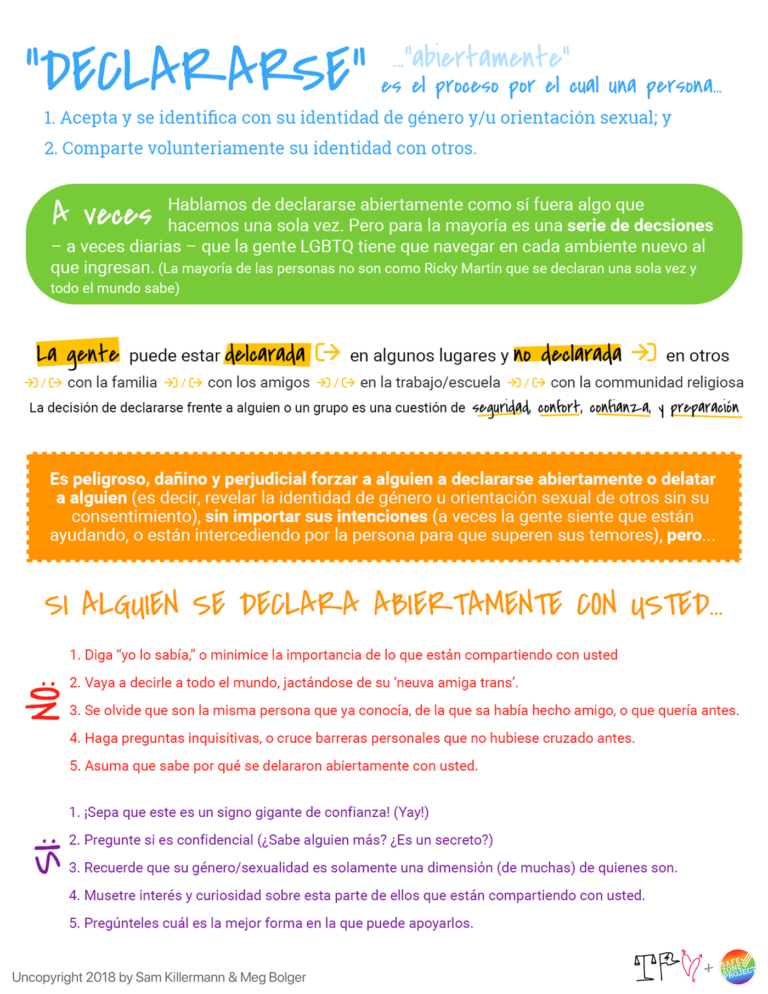 "DECLARARSE" ..."abiertamente"
es el proceso por el cual una persona...
1. Acepta y se identifica con su identidad de género y/u orientación sexual; y
2. Comparte volunteriamente su identidad con otros.
A veces Hablamos de declararse abiertamente como sí fuera algo que
hacemos una sola vez. Pero para la mayoría es una serie de decsiones
– a veces diarias – que la gente LGBTQ tiene que navegar en cada ambiente nuevo al
que ingresan. (La mayoría de las personas no son como Ricky Martin que se declaran una sola vez y
todo el mundo sabe)
La gente puede estar delcarada en algunos lugares y no declarada en otros
/ con la familia / con los amigos / en la trabajo/escuela / con la communidad religiosa
La decisión de declararse frente a alguien o un grupo es una cuestión de seguridad, confort, confianza, y preparación
Es peligroso, dañino y perjudicial forzar a alguien a declararse abiertamente o delatar
a alguien (es decir, revelar la identidad de género u orientación sexual de otros sin su
consentimiento), sin importar sus intenciones (a veces la gente siente que están
ayudando, o están intercediendo por la persona para que superen sus temores), pero...
SI ALGUIEN SE DECLARA ABIERTAMENTE CON USTED...
NO:
1. Diga “yo lo sabía,” o minimice la importancia de lo que están compartiendo con usted
2. Vaya a decirle a todo el mundo, jactándose de su ‘neuva amiga trans’.
3. Se olvide que son la misma persona que ya conocía, de la que sa había hecho amigo, o que quería antes.
4. Haga preguntas inquisitivas, o cruce barreras personales que no hubiese cruzado antes.
5. Asuma que sabe por qué se delararon abiertamente con usted.
SÍ:
1. ¡Sepa que este es un signo gigante de confianza! (Yay!)
2. Pregunte si es confidencial (¿Sabe alguien más? ¿Es un secreto?)
3. Recuerde que su género/sexualidad es solamente una dimensión (de muchas) de quienes son.
4. Musetre interés y curiosidad sobre esta parte de ellos que están compartiendo con usted.
5. Pregúnteles cuál es la mejor forma en la que puede apoyarlos.
Uncopyright 2018 by Sam Killermann & Meg Bolger
+
SAFE
ZONE
PROJECT